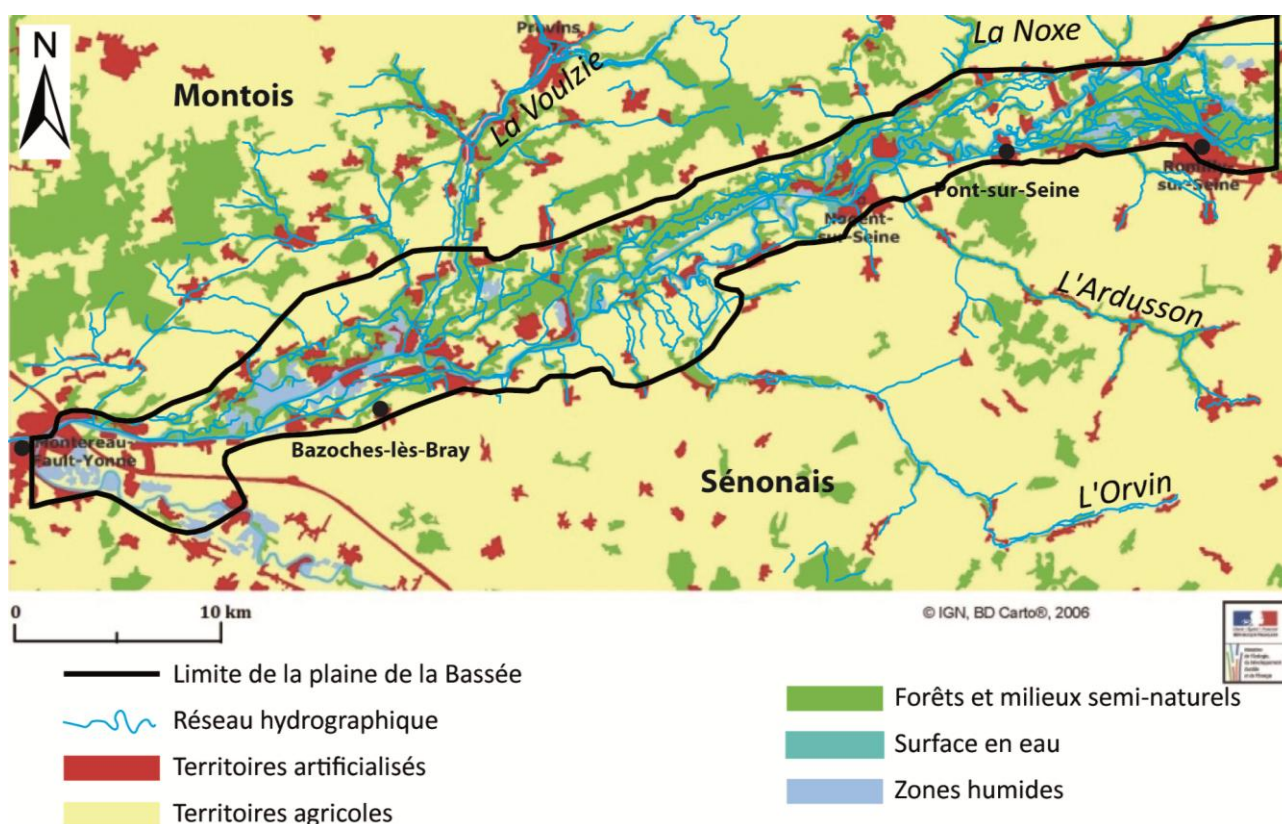 N
Provins
La Noxe
Montois
La Voulzie
Romilly-
sur-Seine
Pont-sur-Seine
Nogent-
sur-Seine
L'Ardusson
Montereau-
Fault-Yonne
Bazoches-lès-Bray
Sénonais
L'Orvin
0 10 km
© IGN, BD Carto®, 2006
Limite de la plaine de la Bassée
Réseau hydrographique
Territoires artificialisés
Territoires agricoles
Forêts et milieux semi-naturels
Surface en eau
Zones humides